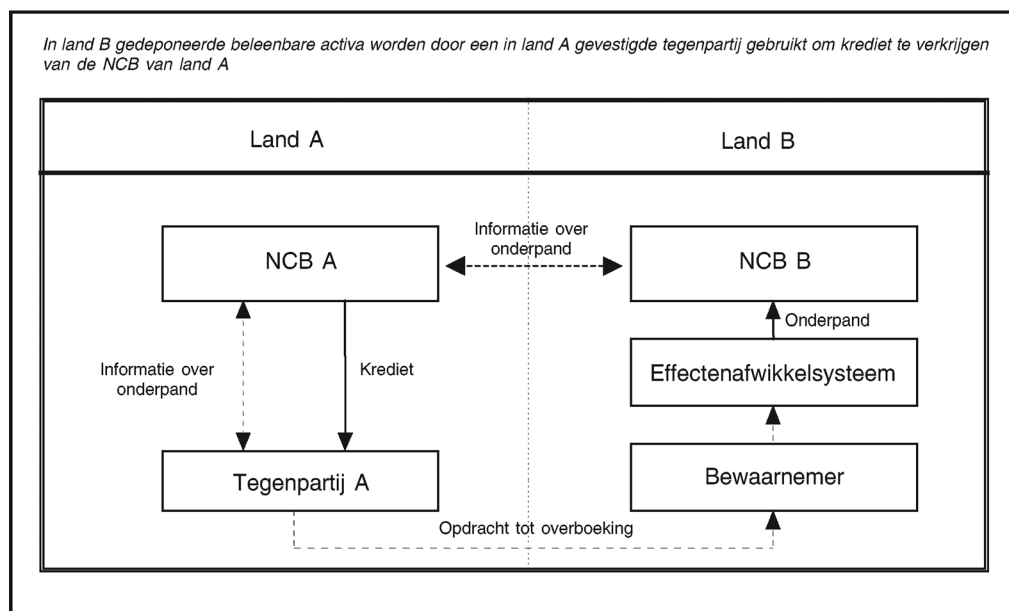 In land B gedeponeerde beleenbare activa worden door een in land A gevestigde tegenpartij gebruikt om krediet te verkrijgen
van de NCB van land A
Land A
Land B
Informatie over
onderpand
NCB A
NCB B
Onderpand
Informatie over
onderpand
Krediet
Effectenafwikkelsysteem
Tegenpartij A
Bewaarnemer
Opdracht tot overboeking